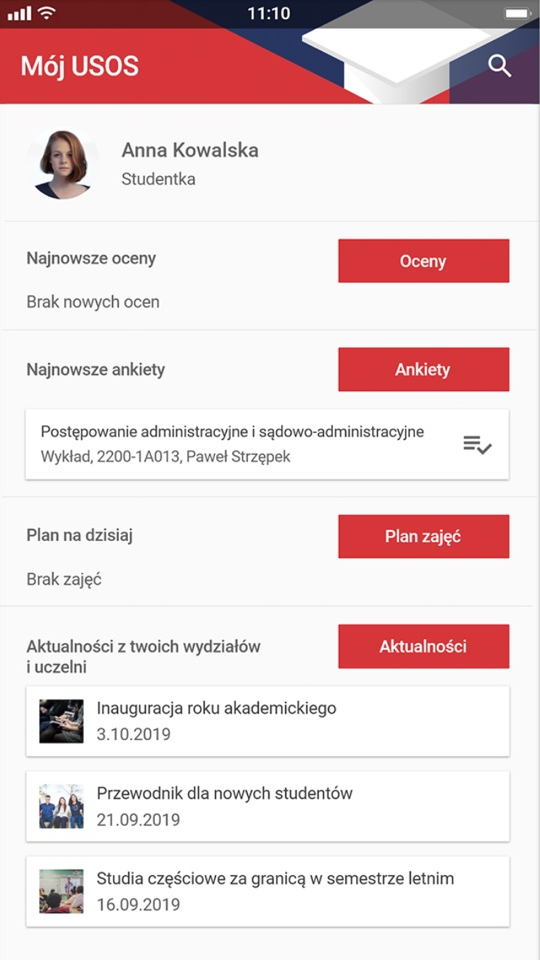 11:10
Mój USOS
Anna Kowalska
Studentka
Najnowsze oceny
Oceny
Brak nowych ocen
Najnowsze ankiety
Ankiety
Postępowanie administracyjne i sądowo-administracyjne
Wykład, 2200-1A013, Paweł Strzępek
Plan na dzisiaj
Plan zajęć
Brak zajęć
Aktualności z twoich wydziałów
i uczelni
Aktualności
Inauguracja roku akademickiego
3.10.2019
Przewodnik dla nowych studentów
21.09.2019
Studia częściowe za granicą w semestrze letnim
16.09.2019